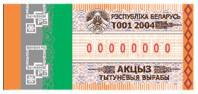 РЭСПУБЛІКА БЕЛАРУСЬ
Т001 2004
00000000
АКЦЫЗ
ТЫТУНЁВЫЯ ВЫРАБЫ